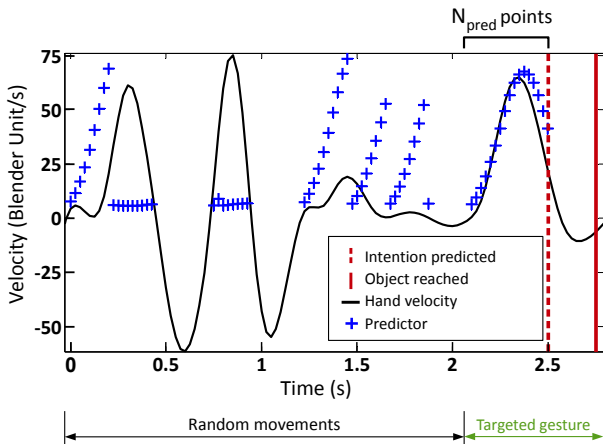 N_pred points
75
50
25
0
-25
-50
Velocity (Blender Unit/s)
Intention predicted
Object reached
Hand velocity
Predictor
0 0.5 1 1.5 2 2.5
Time (s)
Random movements Targeted gesture